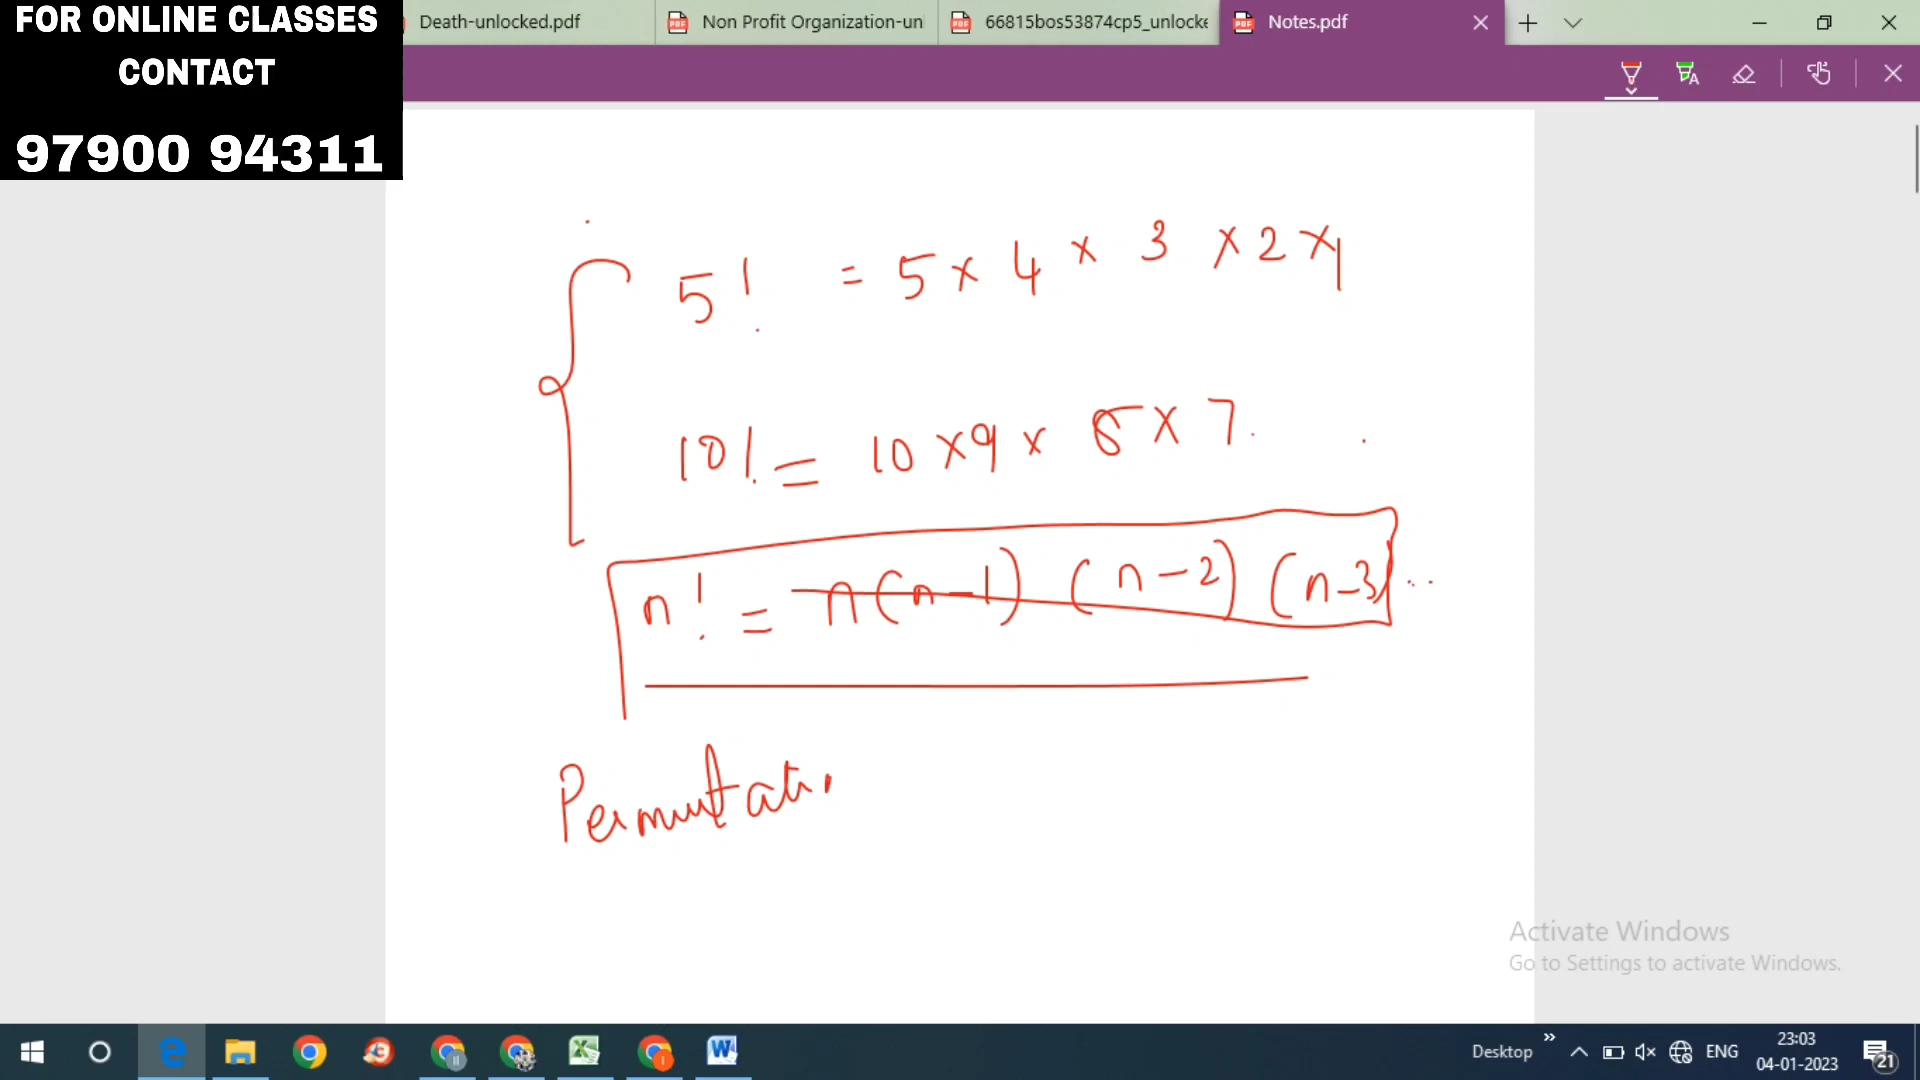 FOR ONLINE CLASSES
CONTACT
97900 94311
Death-unlocked.pdf
Non Profit Organization-un
66815bos53874cp5_unlocke
Notes.pdf
5! = 5 × 4 × 3 × 2 × 1
10! = 10 × 9 × 8 × 7.
n! = n(n-1) (n-2) (n-3) ..
Permutati
Activate Windows
Go to Settings to activate Windows.
Desktop
ENG
23:03
04-01-2023
21